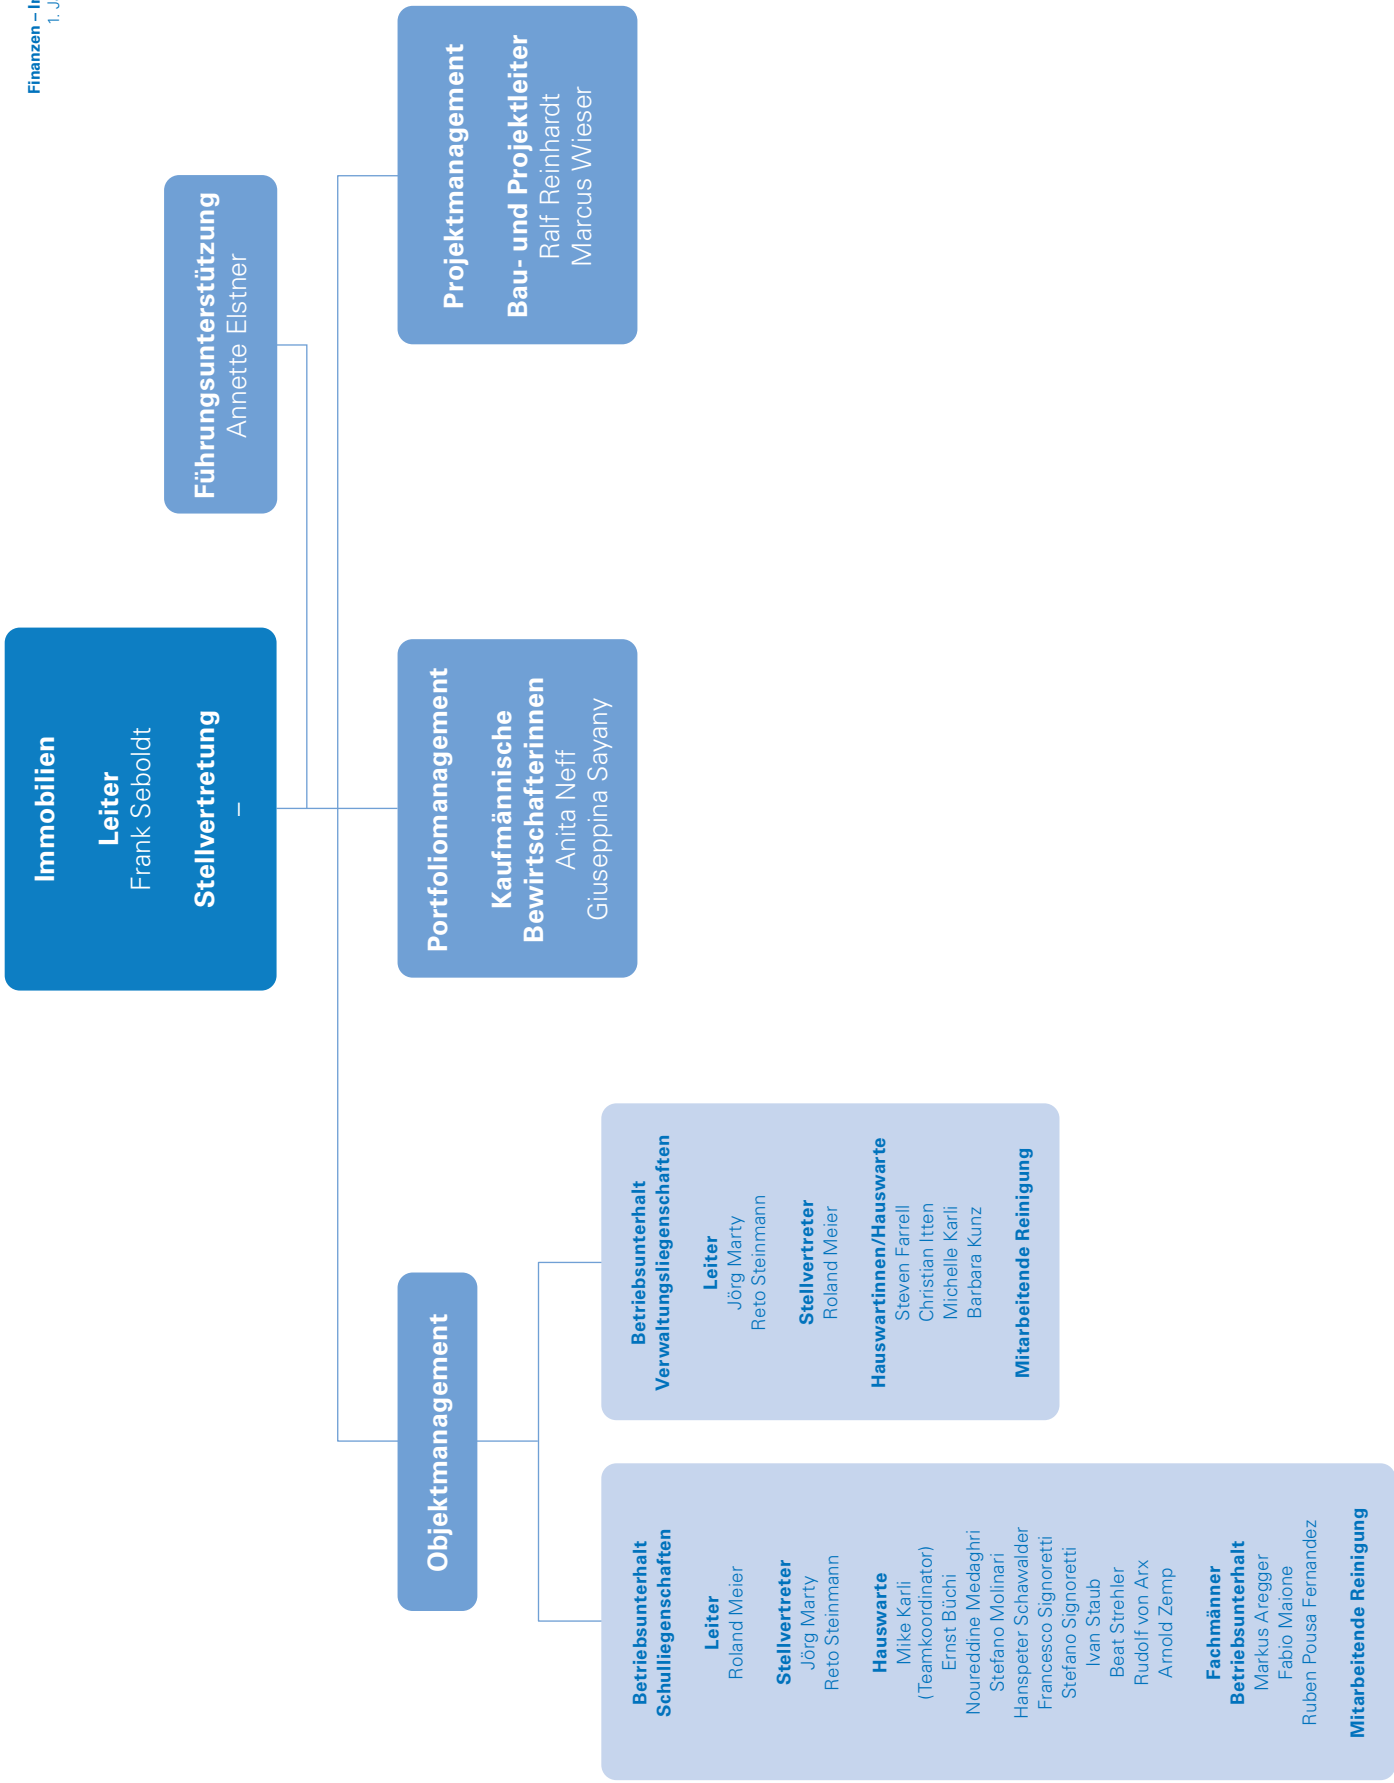 Finanzen –
1.
Immobilien
Leiter
Frank Seboldt
Stellvertretung
–
Führungsunterstützung
Annette Elstner
Objektmanagement
Portfoliomanagement
Kaufmännische
Bewirtschafterinnen
Anita Neff
Giuseppina Sayany
Projektmanagement
Bau- und Projektleiter
Ralf Reinhardt
Marcus Wieser
Betriebsunterhalt
Schulliegenschaften
Leiter
Roland Meier
Stellvertreter
Jörg Marty
Reto Steinmann
Hauswarte
Mike Karli
(Teamkoordinator)
Ernst Büchi
Noureddine Medaghri
Stefano Molinari
Hanspeter Schawalder
Francesco Signoretti
Stefano Signoretti
Ivan Staub
Beat Strehler
Rudolf von Arx
Arnold Zemp
Fachmänner
Betriebsunterhalt
Markus Aregger
Fabio Maione
Ruben Pousa Fernandez
Mitarbeitende Reinigung
Betriebsunterhalt
Verwaltungsliegenschaften
Leiter
Jörg Marty
Reto Steinmann
Stellvertreter
Roland Meier
Hauswartinnen/Hauswarte
Steven Farrell
Christian Itten
Michelle Karli
Barbara Kunz
Mitarbeitende Reinigung